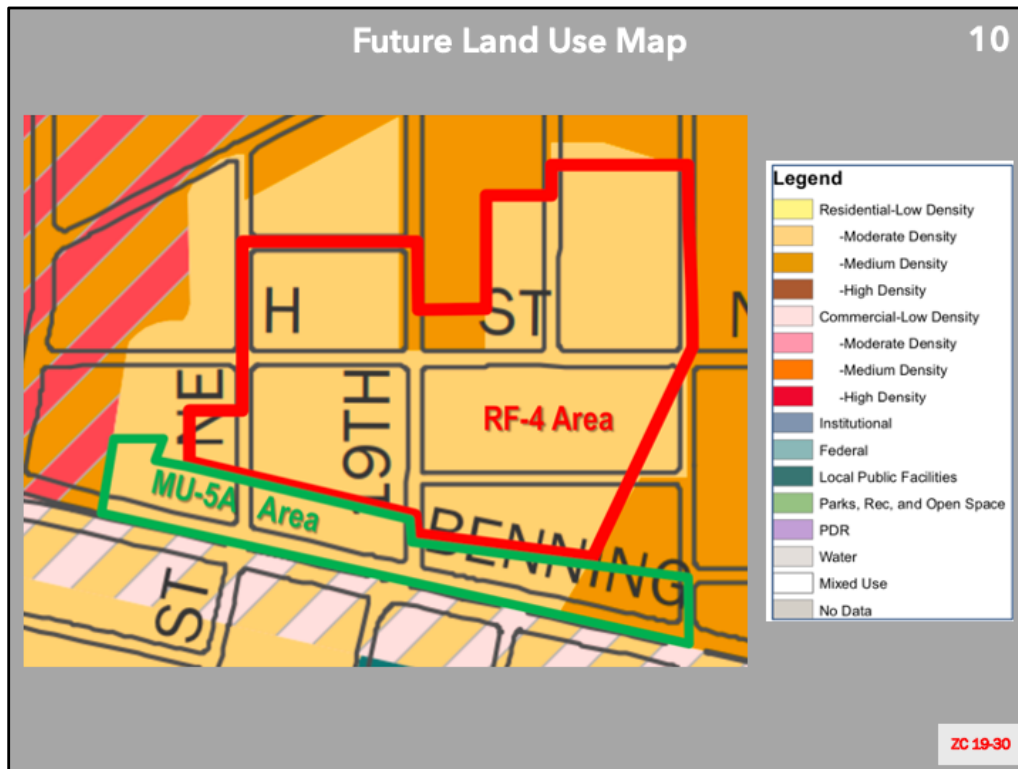 Future Land Use Map
10
H
ST
N
NE
19TH
RF-4 Area
MU-5A Area
BENNING
ST
Legend
Residential-Low Density
-Moderate Density
-Medium Density
-High Density
Commercial-Low Density
-Moderate Density
-Medium Density
-High Density
Institutional
Federal
Local Public Facilities
Parks, Rec, and Open Space
PDR
Water
Mixed Use
No Data
ZC 19-30